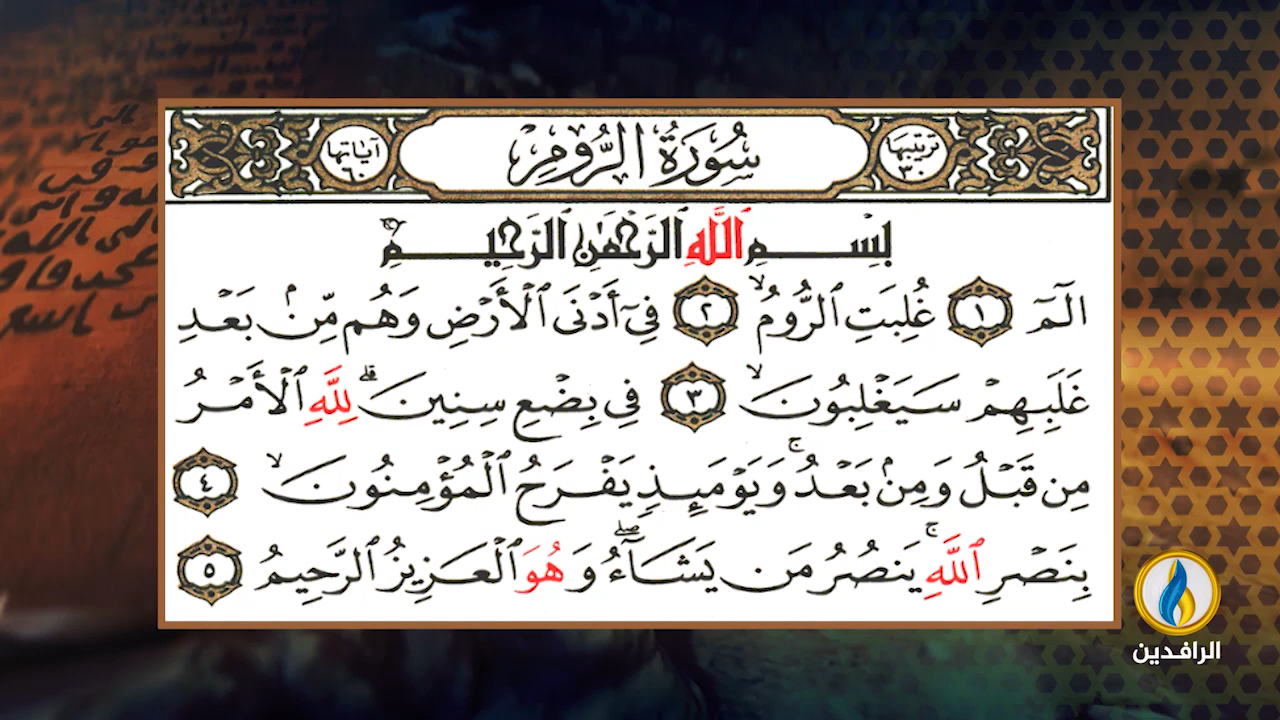 ترتيبها ٣٠
سُورَةُ الرُّومِ
آياتها ٦٠
بِسْمِ ٱللَّهِ ٱلرَّحْمَٰنِ ٱلرَّحِيمِ
الٓمٓ ١ غُلِبَتِ ٱلرُّومُ ۙ ٢ فِىٓ أَدْنَى ٱلْأَرْضِ وَهُم مِّنۢ بَعْدِ
غَلَبِهِمْ سَيَغْلِبُونَ ۙ ٣ فِى بِضْعِ سِنِينَ ۗ لِلَّهِ ٱلْأَمْرُ
مِن قَبْلُ وَمِنۢ بَعْدُ ۚ وَيَوْمَئِذٍ يَفْرَحُ ٱلْمُؤْمِنُونَ ۙ ٤
بِنَصْرِ ٱللَّهِ ۚ يَنصُرُ مَن يَشَآءُ ۖ وَهُوَ ٱلْعَزِيزُ ٱلرَّحِيمُ ٥
الرافدين